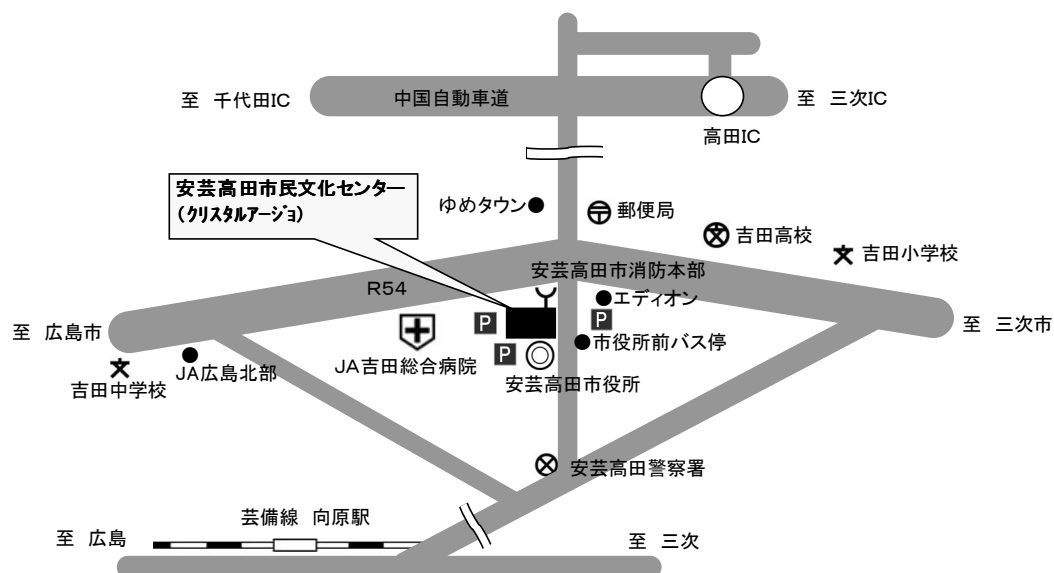 至 千代田IC
中国自動車道
至 三次IC
高田IC
安芸高田市民文化センター
(クリスタルアージョ)
ゆめタウン
郵便局
吉田高校
吉田小学校
安芸高田市消防本部
R54
エディオン
P
P
至 広島市
至 三次市
市役所前バス停
P
JA吉田総合病院
JA広島北部
吉田中学校
安芸高田市役所
安芸高田警察署
芸備線 向原駅
至 広島
至 三次